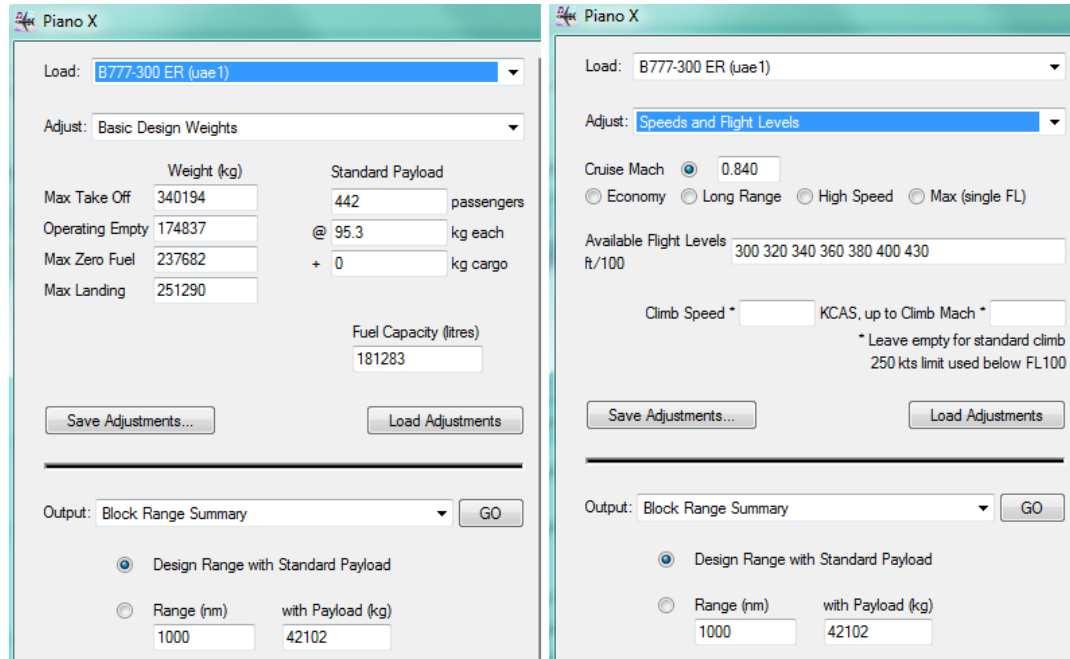 Piano X
Load: B777-300 ER (uae1)
Adjust: Basic Design Weights
Weight (kg) Standard Payload
Max Take Off 340194 442 passengers
Operating Empty 174837 @ 95.3 kg each
Max Zero Fuel 237682 + 0 kg cargo
Max Landing 251290
Fuel Capacity (litres)
181283
Save Adjustments... Load Adjustments
Output: Block Range Summary GO
Design Range with Standard Payload
Range (nm) with Payload (kg)
1000 42102
Piano X
Load: B777-300 ER (uae1)
Adjust: Speeds and Flight Levels
Cruise Mach 0.840
Economy Long Range High Speed Max (single FL)
Available Flight Levels 300 320 340 360 380 400 430
ft/100
Climb Speed * KCAS, up to Climb Mach *
* Leave empty for standard climb
250 kts limit used below FL100
Save Adjustments... Load Adjustments
Output: Block Range Summary GO
Design Range with Standard Payload
Range (nm) with Payload (kg)
1000 42102